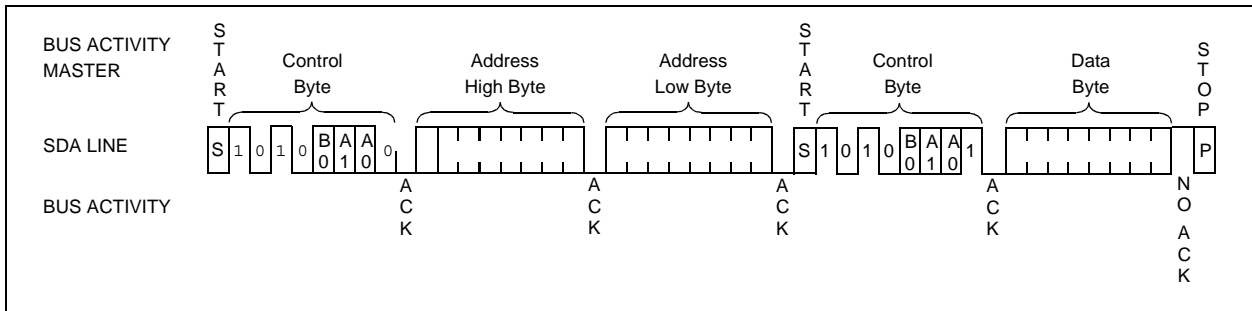 BUS ACTIVITY
MASTER
START
Control
Byte
Address
High Byte
Address
Low Byte
START
Control
Byte
Data
Byte
STOP
SDA LINE
S 1 0 1 0 B0 A1 A0 0
S 1 0 1 0 B0 A1 A0 1
P
BUS ACTIVITY
ACK
ACK
ACK
ACK
NO ACK